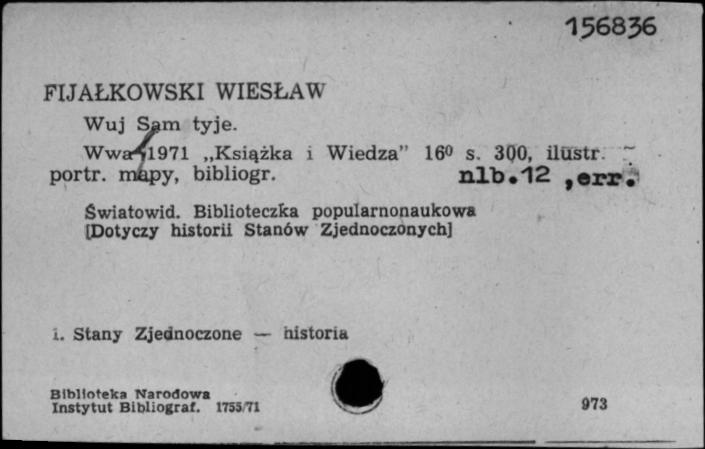 156836
FIJAŁKOWSKI WIESŁAW
Wuj Sam tyje.
Wwa 1971 „Książka i Wiedza” 16⁰ s. 300, ilustr.
portr. mapy, bibliogr. nlb.12 ,err.
Światowid. Biblioteczka popularnonaukowa
[Dotyczy historii Stanów Zjednoczonych]
1. Stany Zjednoczone — historia
Biblioteka Narodowa
Instytut Bibliograf. 1755/71
973